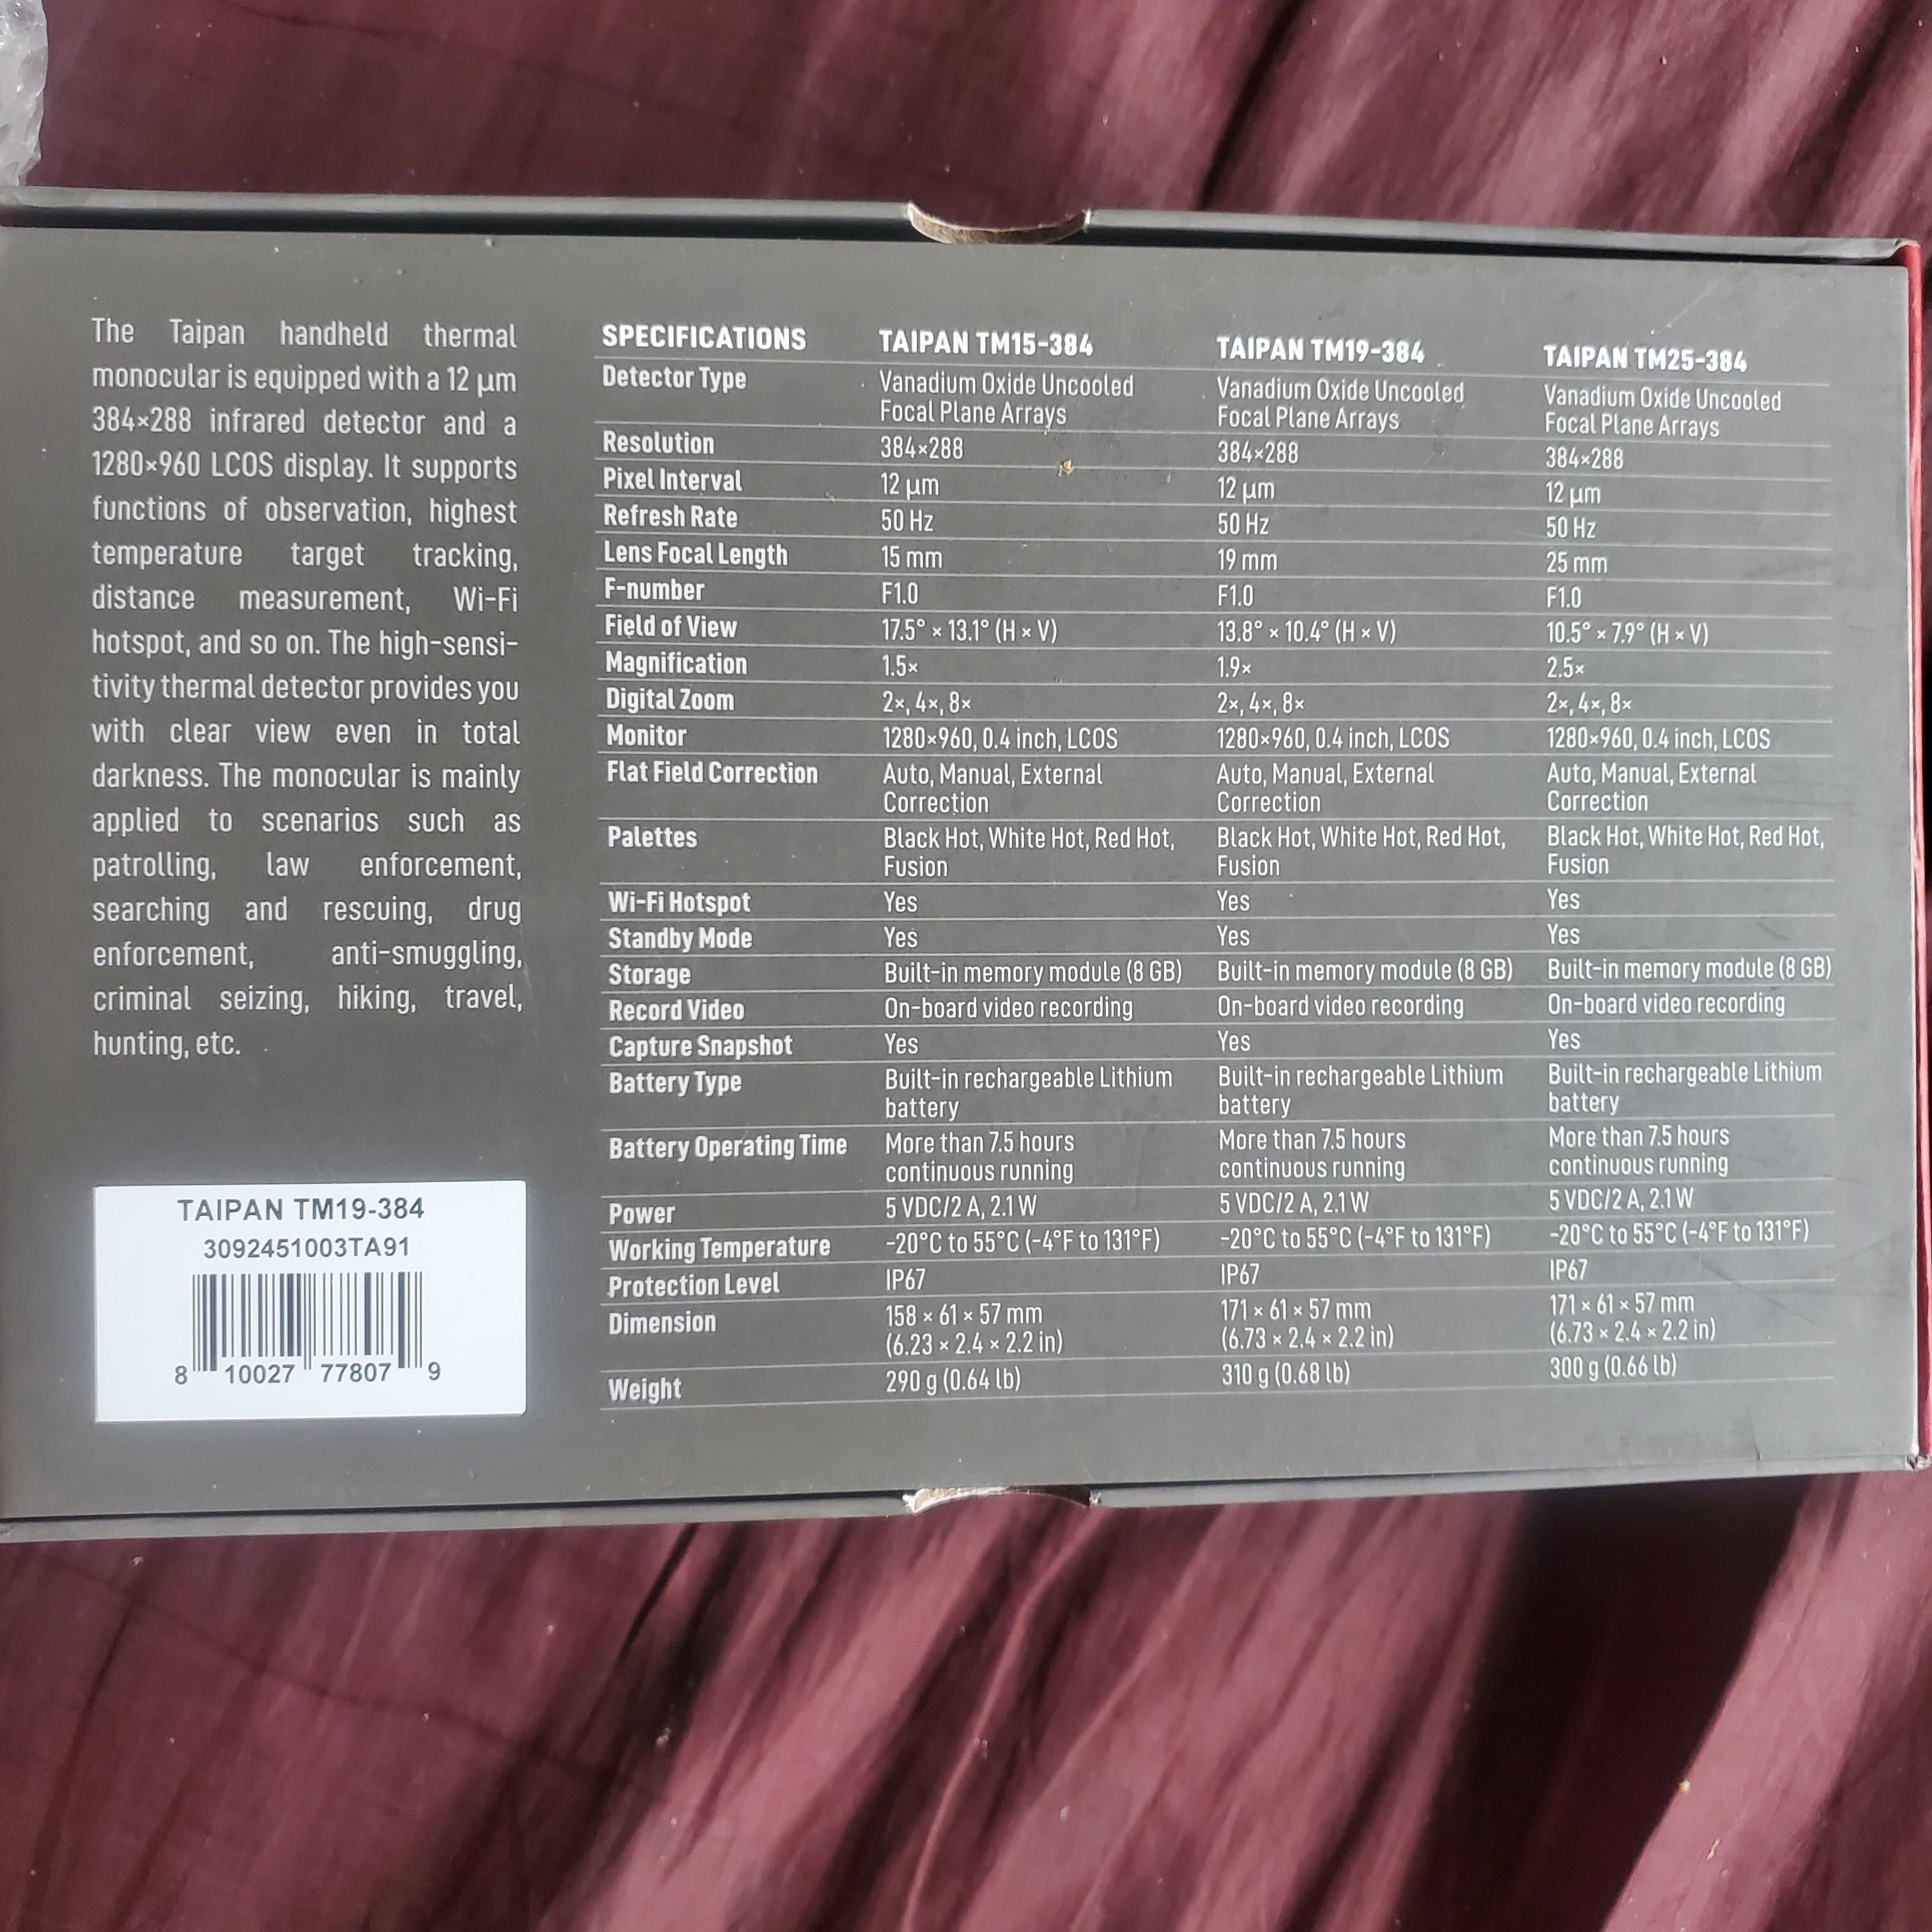 The Taipan handheld thermal
monocular is equipped with a 12 μm
384×288 infrared detector and a
1280×960 LCOS display. It supports
functions of observation, highest
temperature target tracking,
distance measurement, Wi-Fi
hotspot, and so on. The high-sensi-
tivity thermal detector provides you
with clear view even in total
darkness. The monocular is mainly
applied to scenarios such as
patrolling, law enforcement,
searching and rescuing, drug
enforcement, anti-smuggling,
criminal seizing, hiking, travel,
hunting, etc.
TAIPAN TM19-384
3092451003TA91
8 10027 77807 9
SPECIFICATIONS TAIPAN TM15-384 TAIPAN TM19-384 TAIPAN TM25-384
Detector Type Vanadium Oxide Uncooled Vanadium Oxide Uncooled Vanadium Oxide Uncooled
Focal Plane Arrays Focal Plane Arrays Focal Plane Arrays
Resolution 384×288 384×288 384×288
Pixel Interval 12 μm 12 μm 12 μm
Refresh Rate 50 Hz 50 Hz 50 Hz
Lens Focal Length 15 mm 19 mm 25 mm
F-number F1.0 F1.0 F1.0
Field of View 17.5° × 13.1° (H × V) 13.8° × 10.4° (H × V) 10.5° × 7.9° (H × V)
Magnification 1.5× 1.9× 2.5×
Digital Zoom 2×, 4×, 8× 2×, 4×, 8× 2×, 4×, 8×
Monitor 1280×960, 0.4 inch, LCOS 1280×960, 0.4 inch, LCOS 1280×960, 0.4 inch, LCOS
Flat Field Correction Auto, Manual, External Auto, Manual, External Auto, Manual, External
Correction Correction Correction
Palettes Black Hot, White Hot, Red Hot, Black Hot, White Hot, Red Hot, Black Hot, White Hot, Red Hot,
Fusion Fusion Fusion
Wi-Fi Hotspot Yes Yes Yes
Standby Mode Yes Yes Yes
Storage Built-in memory module (8 GB) Built-in memory module (8 GB) Built-in memory module (8 GB)
Record Video On-board video recording On-board video recording On-board video recording
Capture Snapshot Yes Yes Yes
Battery Type Built-in rechargeable Lithium Built-in rechargeable Lithium Built-in rechargeable Lithium
battery battery battery
Battery Operating Time More than 7.5 hours More than 7.5 hours More than 7.5 hours
continuous running continuous running continuous running
Power 5 VDC/2 A, 2.1 W 5 VDC/2 A, 2.1 W 5 VDC/2 A, 2.1 W
Working Temperature -20°C to 55°C (-4°F to 131°F) -20°C to 55°C (-4°F to 131°F) -20°C to 55°C (-4°F to 131°F)
Protection Level IP67 IP67 IP67
Dimension 158 × 61 × 57 mm 171 × 61 × 57 mm 171 × 61 × 57 mm
(6.23 × 2.4 × 2.2 in) (6.73 × 2.4 × 2.2 in) (6.73 × 2.4 × 2.2 in)
Weight 290 g (0.64 lb) 310 g (0.68 lb) 300 g (0.66 lb)